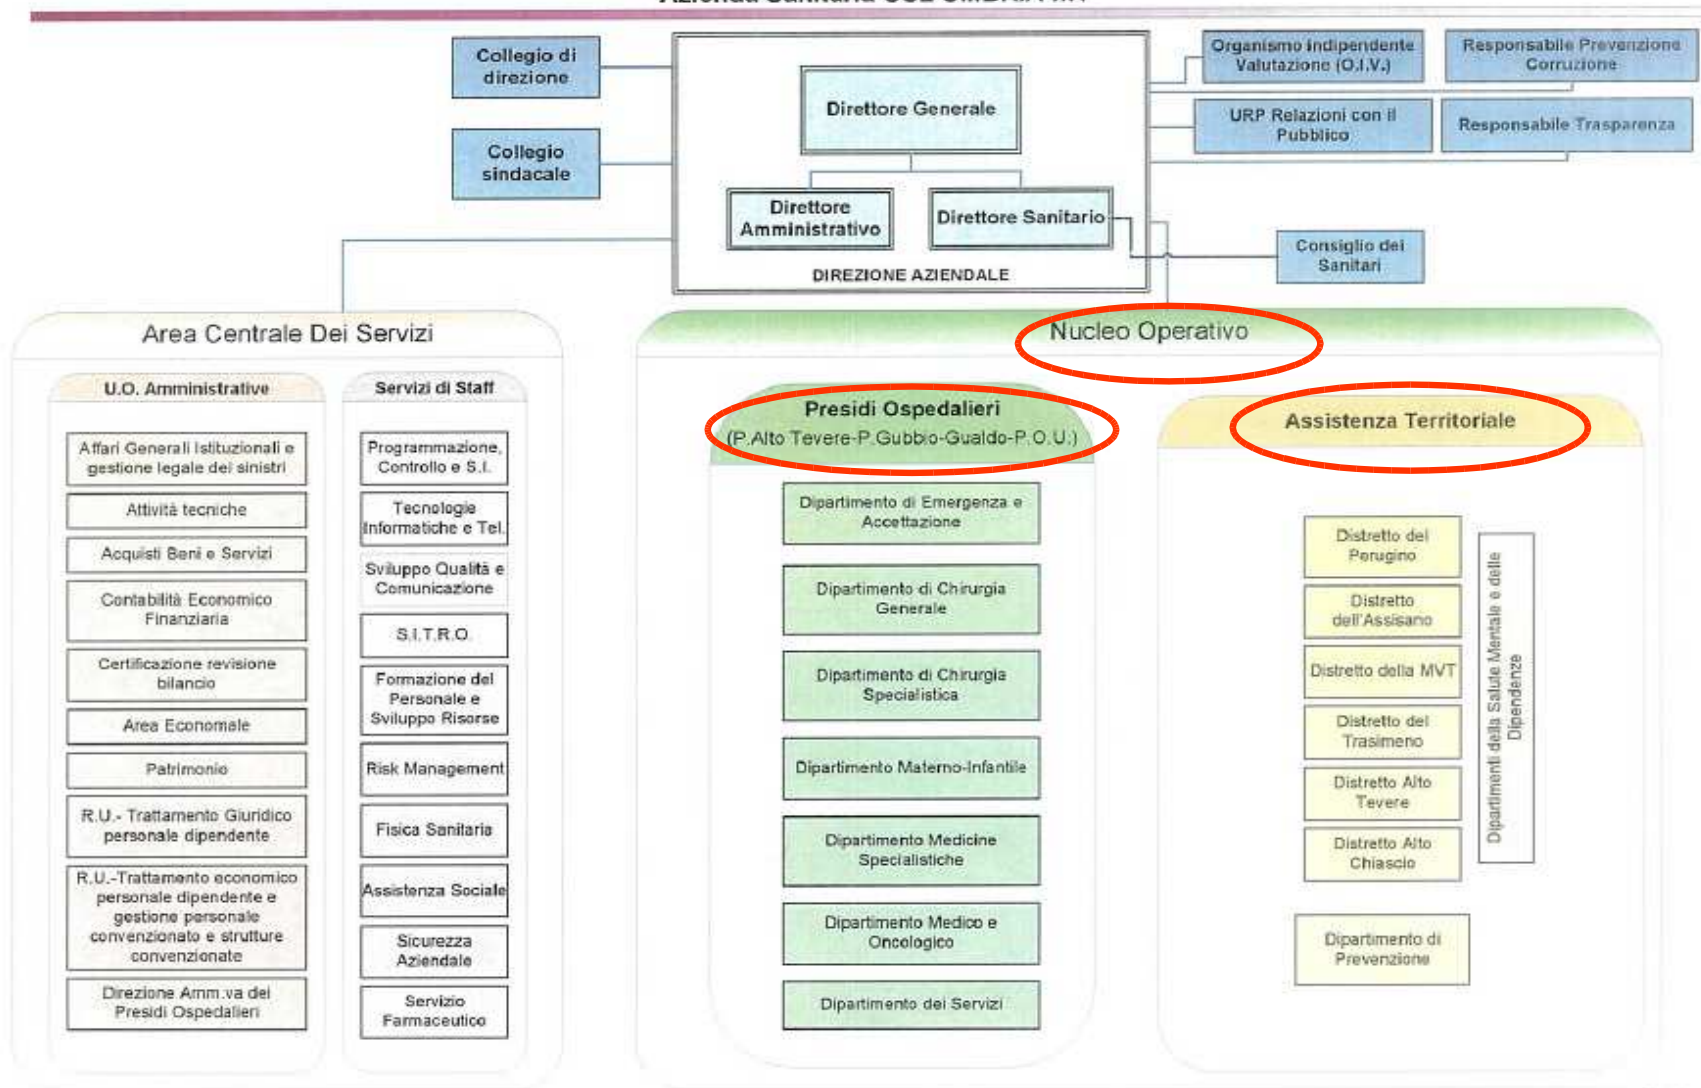 Collegio di
direzione
Collegio
sindacale
Direttore Generale
Direttore
Amministrativo
Direttore Sanitario
DIREZIONE AZIENDALE
Organismo Indipendente
Valutazione (O.I.V.)
Responsabile Prevenzione
Corruzione
URP Relazioni con il
Pubblico
Responsabile Trasparenza
Consiglio dei
Sanitari
Area Centrale Dei Servizi
U.O. Amministrative
Affari Generali Istituzionali e
gestione legale dei sinistri
Attività tecniche
Acquisti Beni e Servizi
Contabilità Economico
Finanziaria
Certificazione revisione
bilancio
Area Economale
Patrimonio
R.U.- Trattamento Giuridico
personale dipendente
R.U.-Trattamento economico
personale dipendente e
gestione personale
convenzionato e strutture
convenzionate
Direzione Amm.va dei
Presidi Ospedalieri
Servizi di Staff
Programmazione,
Controllo e S.I.
Tecnologie
Informatiche e Tel.
Sviluppo Qualità e
Comunicazione
S.I.T.R.O.
Formazione del
Personale e
Sviluppo Risorse
Risk Management
Fisica Sanitaria
Assistenza Sociale
Sicurezza
Aziendale
Servizio
Farmaceutico
Nucleo Operativo
Presidi Ospedalieri
(P.Alto Tevere-P.Gubbio-Gualdo-P.O.U.)
Dipartimento di Emergenza e
Accettazione
Dipartimento di Chirurgia
Generale
Dipartimento di Chirurgia
Specialistica
Dipartimento Materno-Infantile
Dipartimento Medicine
Specialistiche
Dipartimento Medico e
Oncologico
Dipartimento dei Servizi
Assistenza Territoriale
Distretto del
Perugino
Distretto
dell'Assisano
Distretto della MVT
Distretto del
Trasimeno
Distretto Alto
Tevere
Distretto Alto
Chiascio
Dipartimenti della Salute Mentale e delle
Dipendenze
Dipartimento di
Prevenzione